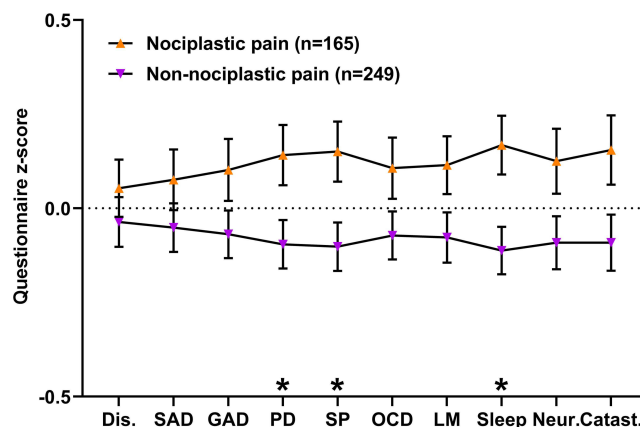 0.5
Nociplastic pain (n=165)
Non-nociplastic pain (n=249)
Questionnaire z-score
0.0
-0.5
* * *
Dis. SAD GAD PD SP OCD LM Sleep Neur. Catast.